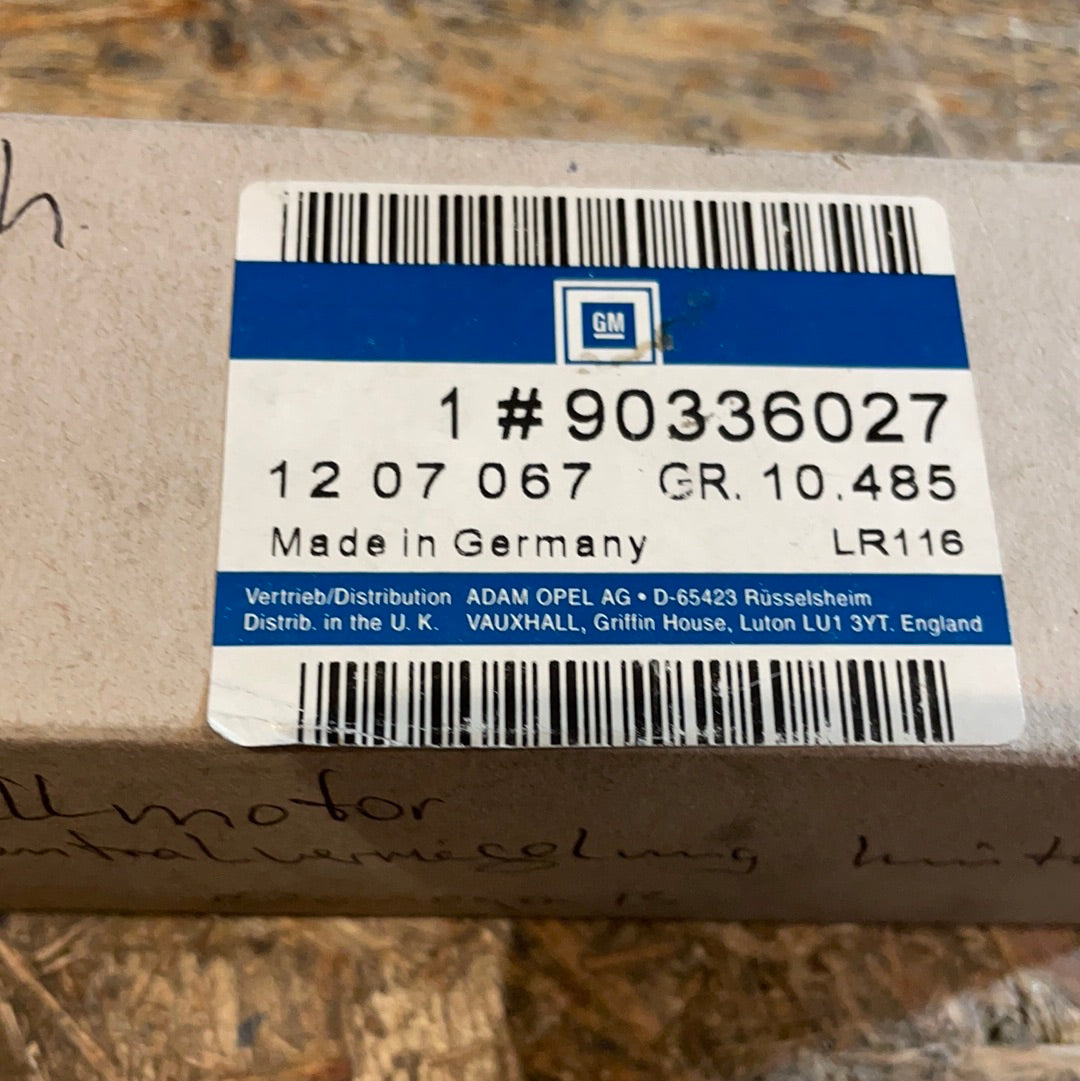 h.
GM
1 # 90336027
12 07 067 GR. 10.485
Made in Germany LR116
Vertrieb/Distribution ADAM OPEL AG • D-65423 Rüsselsheim
Distrib. in the U. K. VAUXHALL, Griffin House, Luton LU1 3YT. England
llmotor